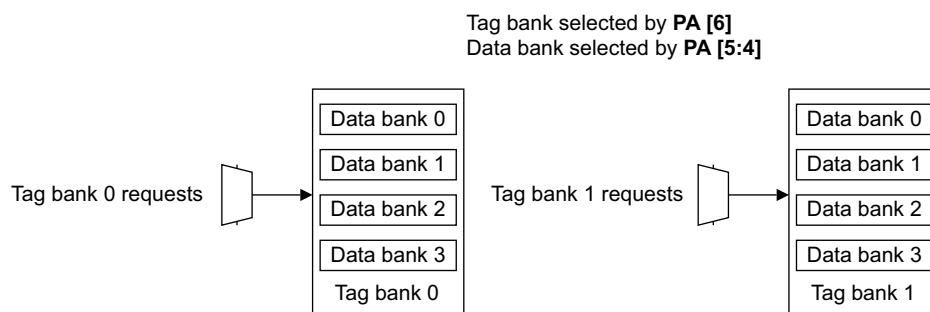 Tag bank selected by PA [6]
Data bank selected by PA [5:4]
Tag bank 0 requests
Data bank 0
Data bank 1
Data bank 2
Data bank 3
Tag bank 0
Tag bank 1 requests
Data bank 0
Data bank 1
Data bank 2
Data bank 3
Tag bank 1